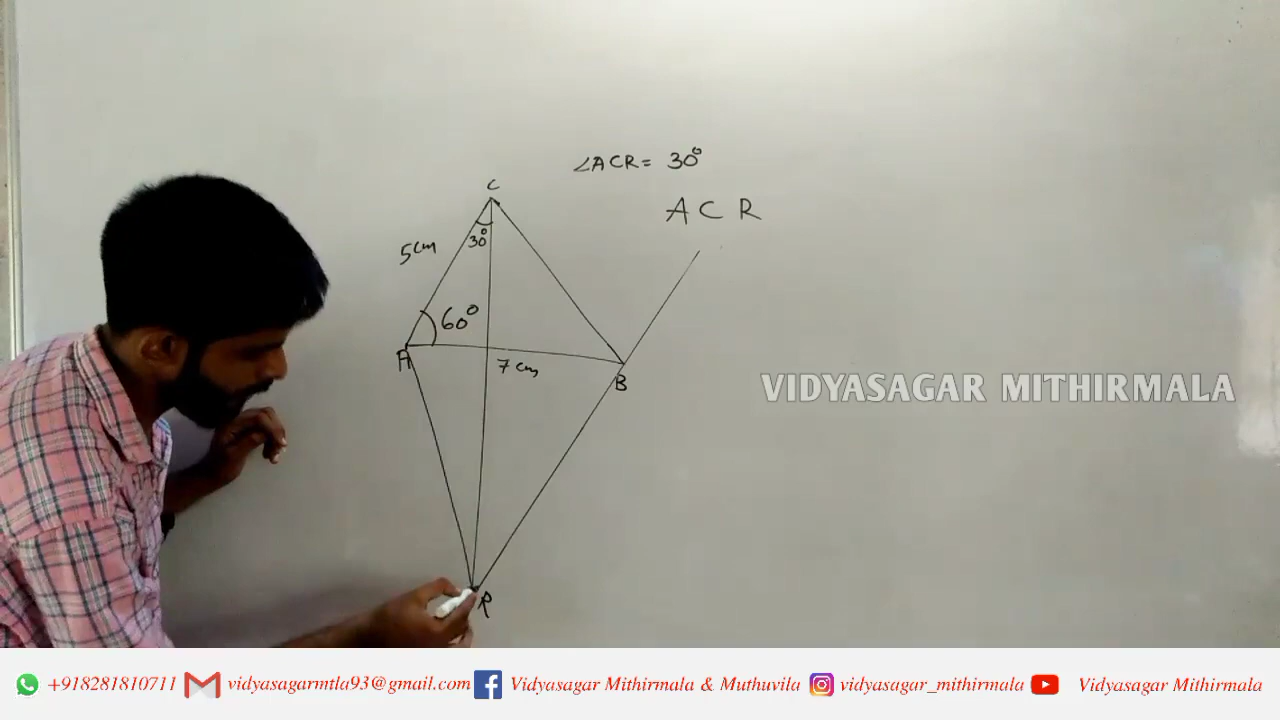 ∠ACR = 30°
C
A C R
30°
5cm
60°
A
7 cm
B
R
VIDYASAGAR MITHIRMALA
+918281810711 vidyasagarmtla93@gmail.com Vidyasagar Mithirmala & Muthuvila vidyasagar_mithirmala Vidyasagar Mithirmala